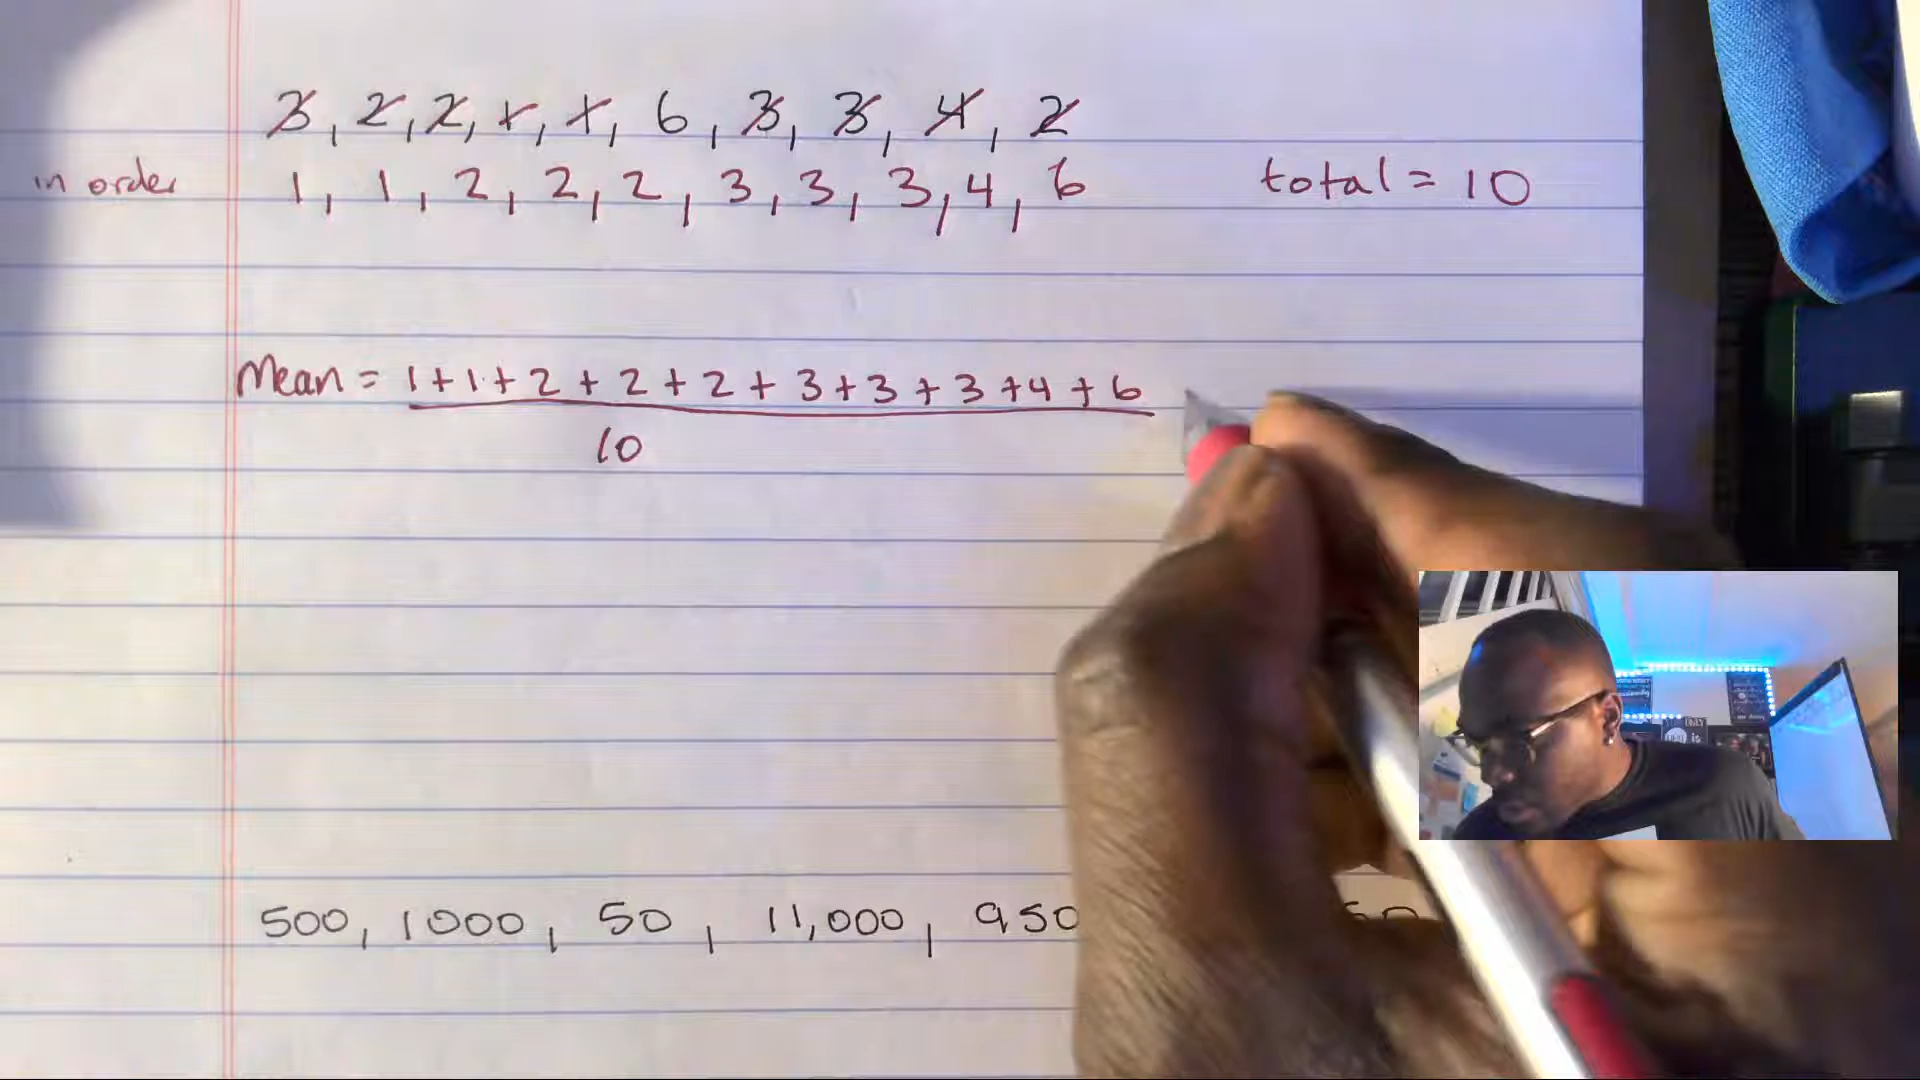 3, 2, 2, 1, 1, 6, 3, 3, 4, 2
in order 1, 1, 2, 2, 2, 3, 3, 3, 4, 6 total = 10
Mean = 1+1+2+2+2+3+3+3+4+6
10
500, 1000, 50, 11,000, 950